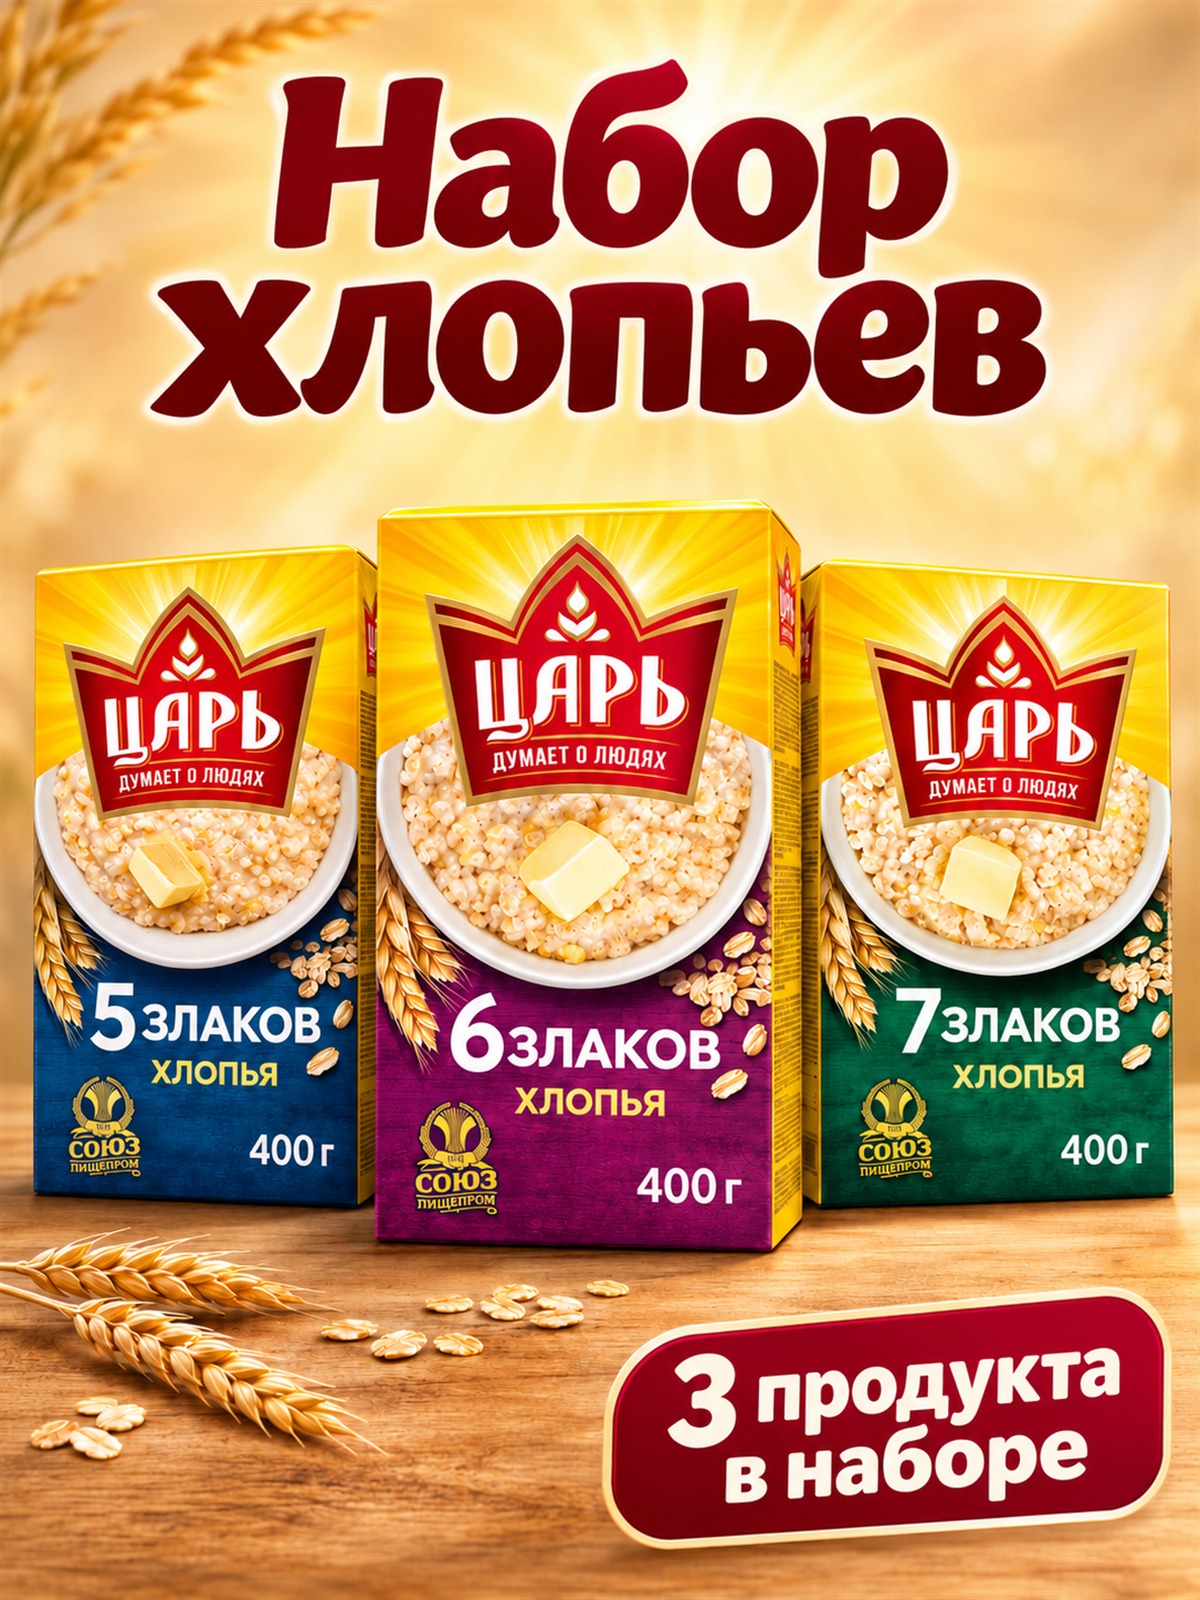 Набор
хлопьев
ЦАРЬ
ДУМАЕТ О ЛЮДЯХ
5 ЗЛАКОВ
ХЛОПЬЯ
СОЮЗ
ПИЩЕПРОМ
400 г
ЦАРЬ
ДУМАЕТ О ЛЮДЯХ
6 ЗЛАКОВ
ХЛОПЬЯ
СОЮЗ
ПИЩЕПРОМ
400 г
ЦАРЬ
ДУМАЕТ О ЛЮДЯХ
7 ЗЛАКОВ
ХЛОПЬЯ
СОЮЗ
ПИЩЕПРОМ
400 г
3 продукта
в наборе